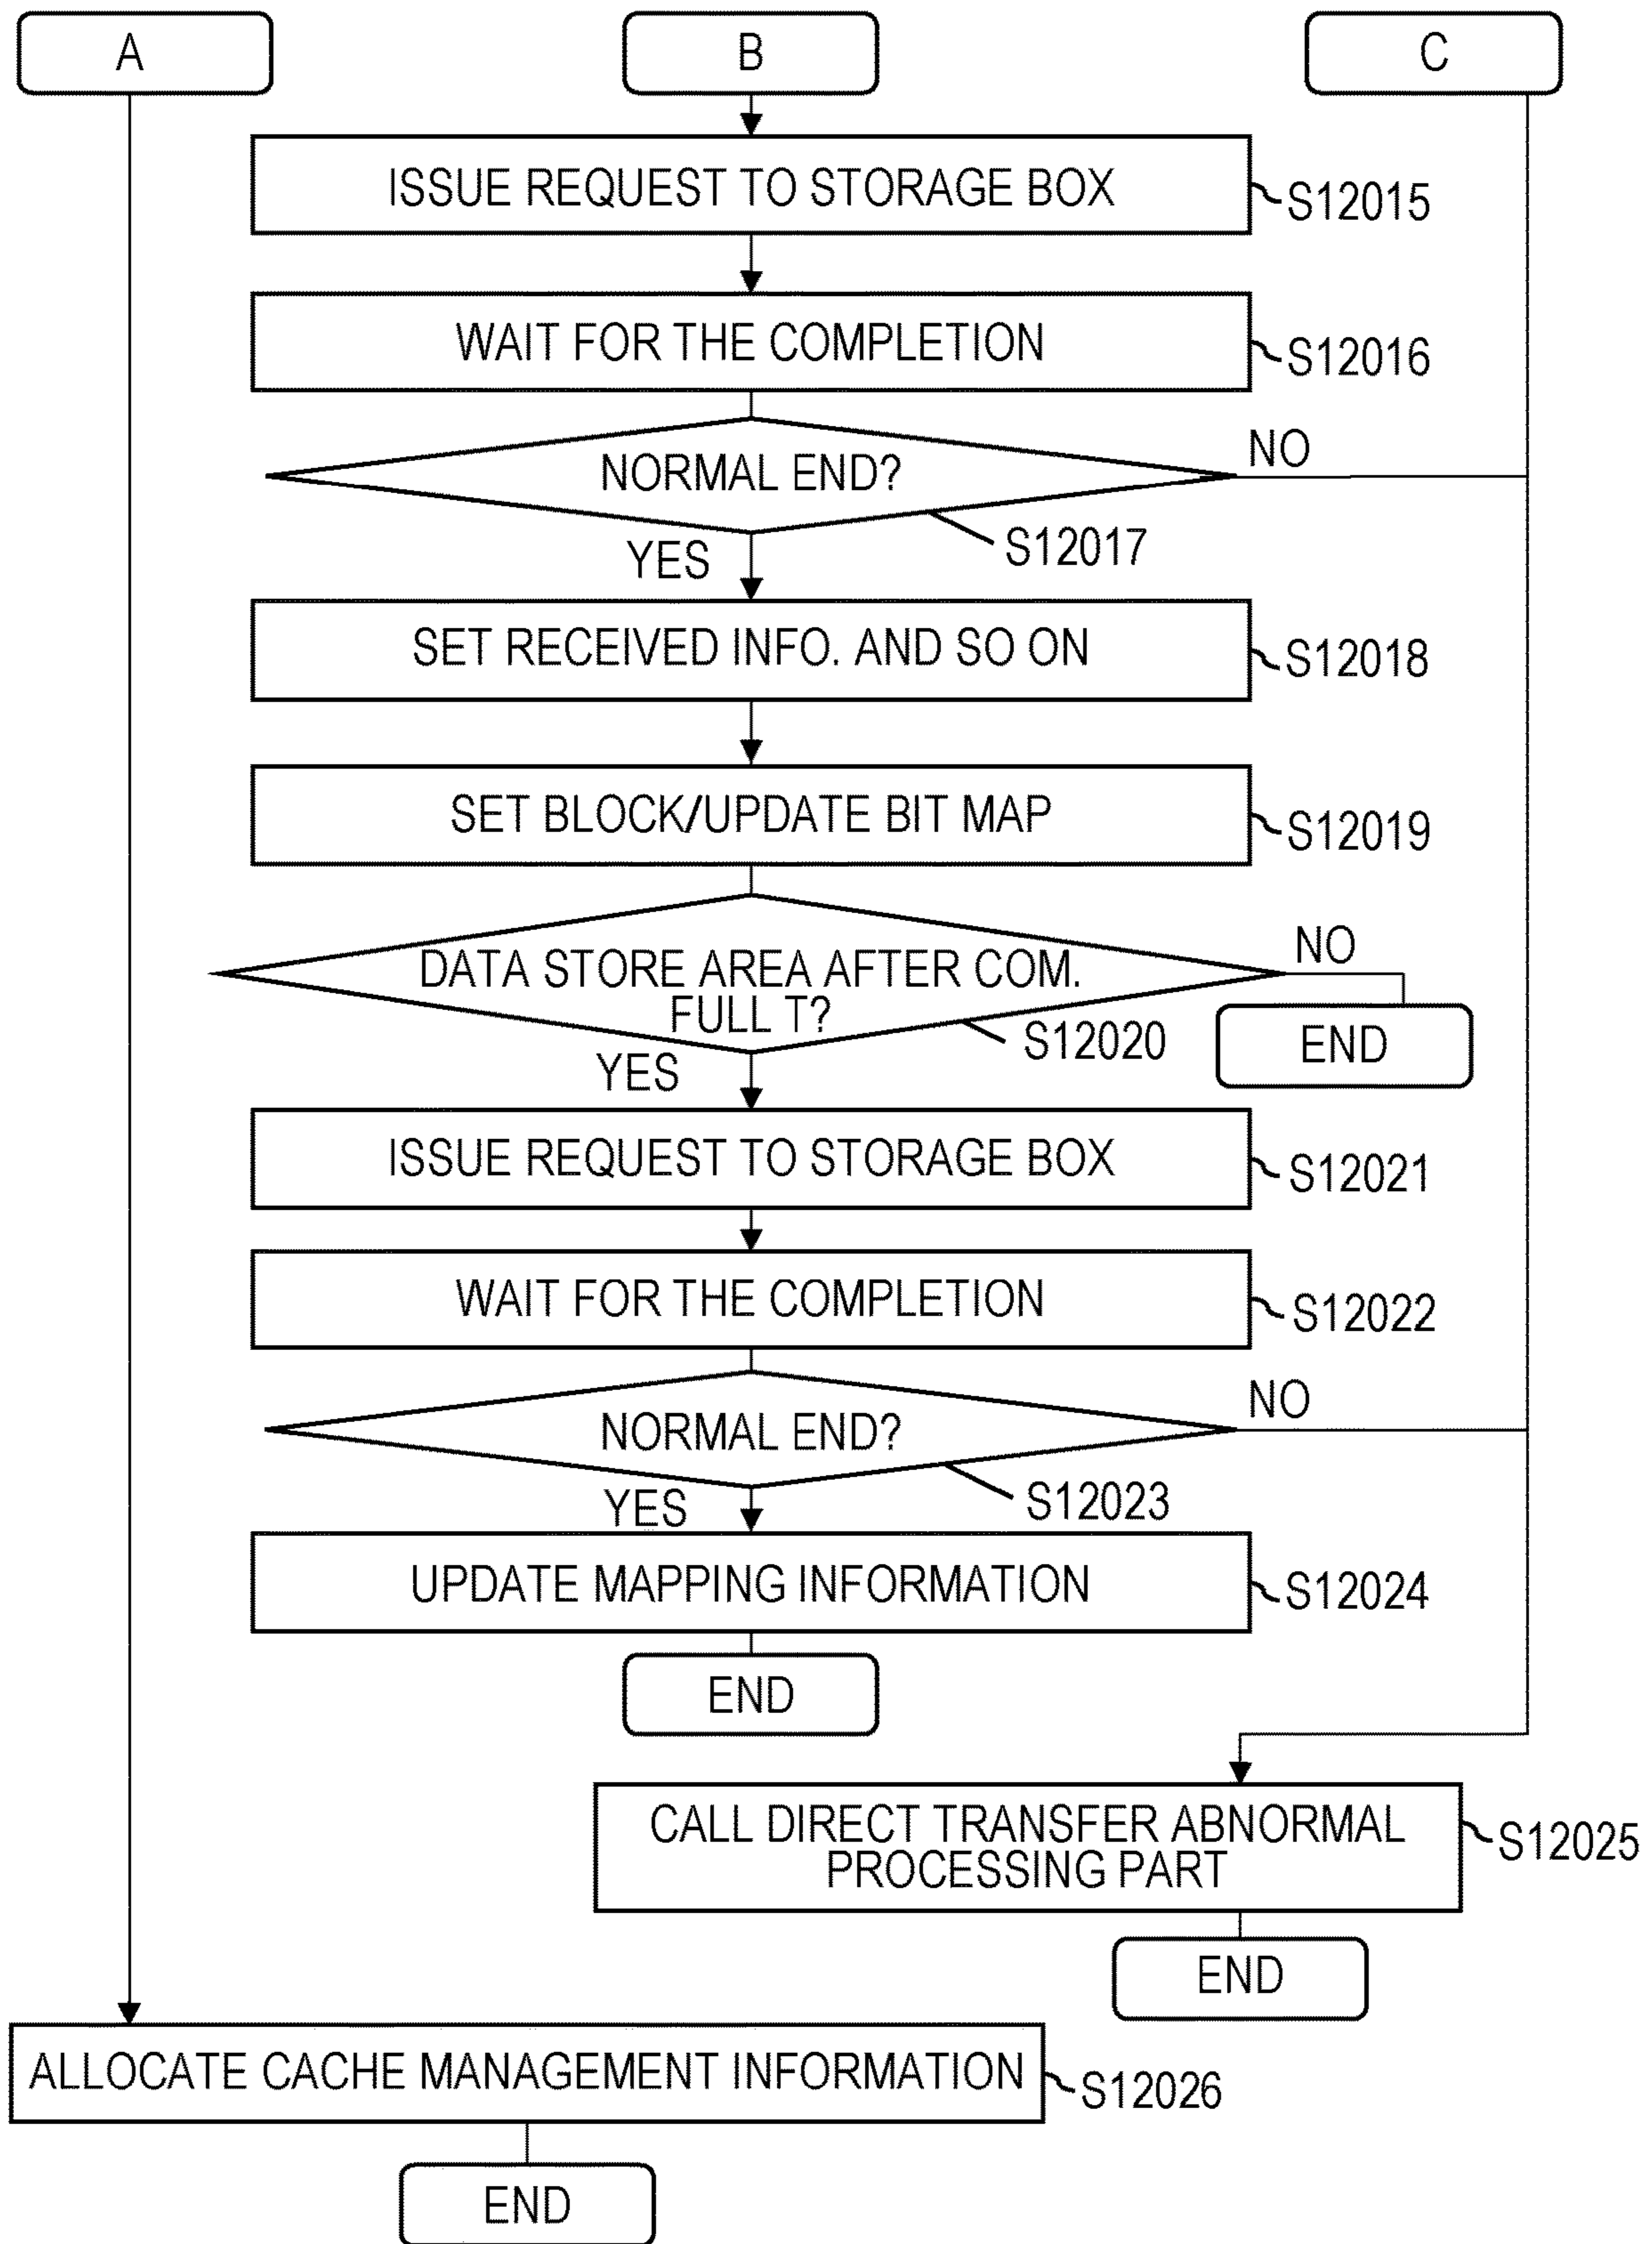 A
B
C
ISSUE REQUEST TO STORAGE BOX
S12015
WAIT FOR THE COMPLETION
S12016
NORMAL END?
NO
S12017
YES
SET RECEIVED INFO. AND SO ON
S12018
SET BLOCK/UPDATE BIT MAP
S12019
DATA STORE AREA AFTER COM.
FULL T?
NO
S12020
END
YES
ISSUE REQUEST TO STORAGE BOX
S12021
WAIT FOR THE COMPLETION
S12022
NORMAL END?
NO
S12023
YES
UPDATE MAPPING INFORMATION
S12024
END
CALL DIRECT TRANSFER ABNORMAL
PROCESSING PART
S12025
END
ALLOCATE CACHE MANAGEMENT INFORMATION
S12026
END